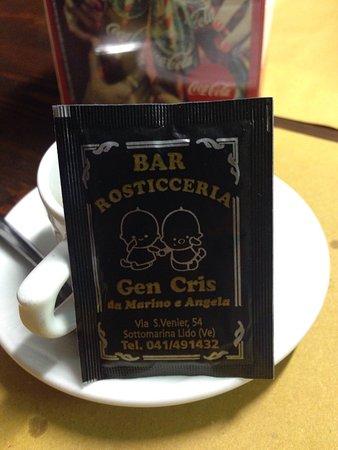 Coca-Cola
BAR
ROSTICCERIA
Gen Cris
da Marino e Angela
Via S.Venier, 54
Sottomarina Lido (Ve)
Tel. 041/491432